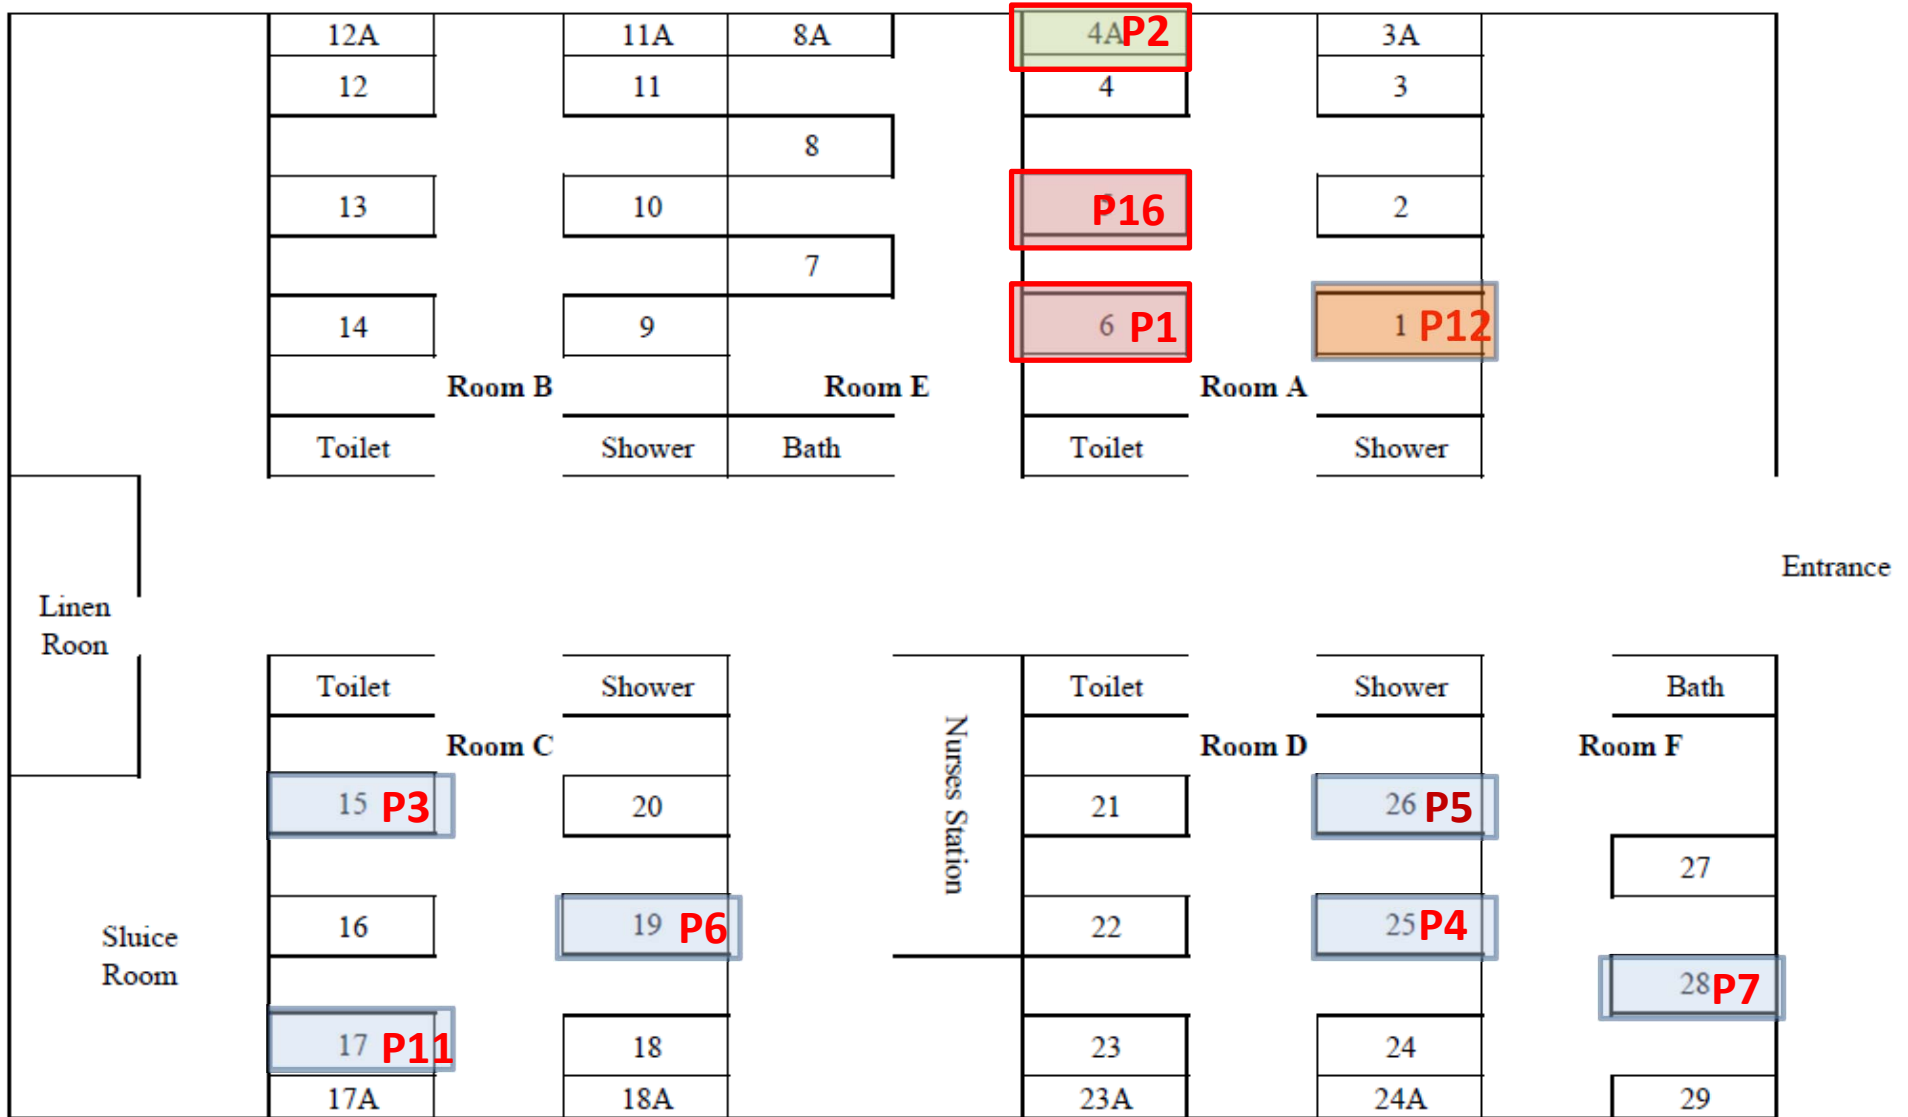 12A 11A 8A 4A P2 3A
12 11 4 3
8
13 10 P16 2
7
14 9 6 P1 1 P12
Room B Room E Room A
Toilet Shower Bath Toilet Shower
Entrance
Linen
Roon
Toilet Shower Toilet Shower Bath
Room C Nurses Station Room D Room F
15 P3 20 21 26 P5
27
16 19 P6 22 25 P4
Sluice
Room
28 P7
17 P11 18 23 24
17A 18A 23A 24A 29